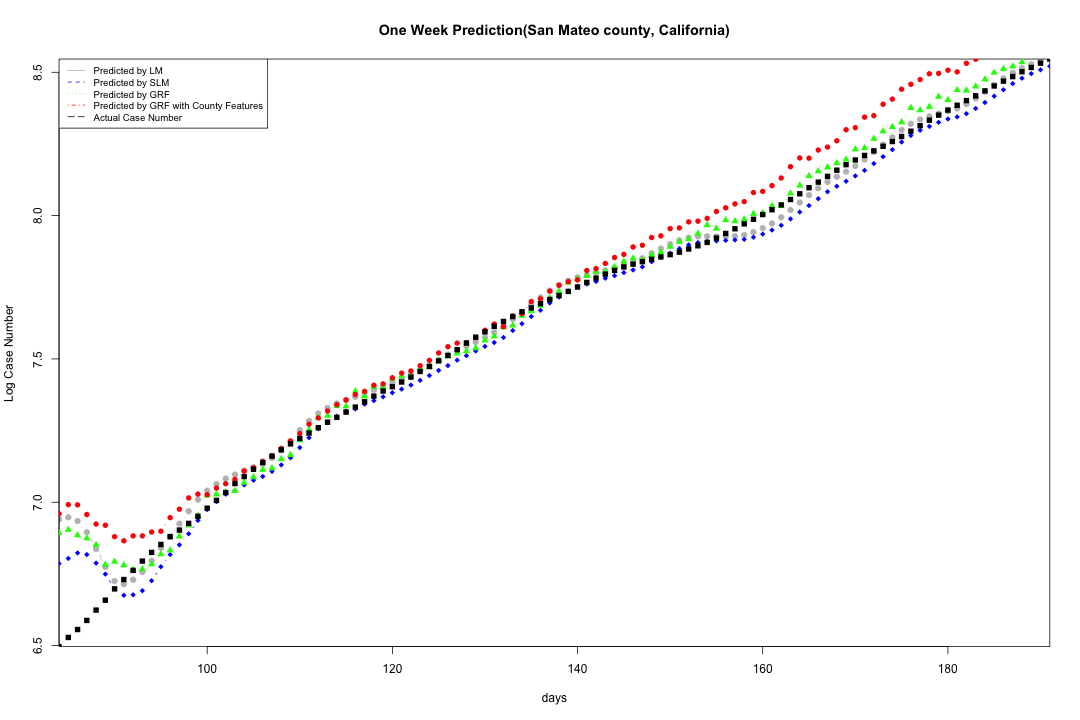 One Week Prediction(San Mateo county, California)
Predicted by LM
Predicted by SLM
Predicted by GRF
Predicted by GRF with County Features
Actual Case Number
Log Case Number
8.5
8.0
7.5
7.0
6.5
100 120 140 160 180
days